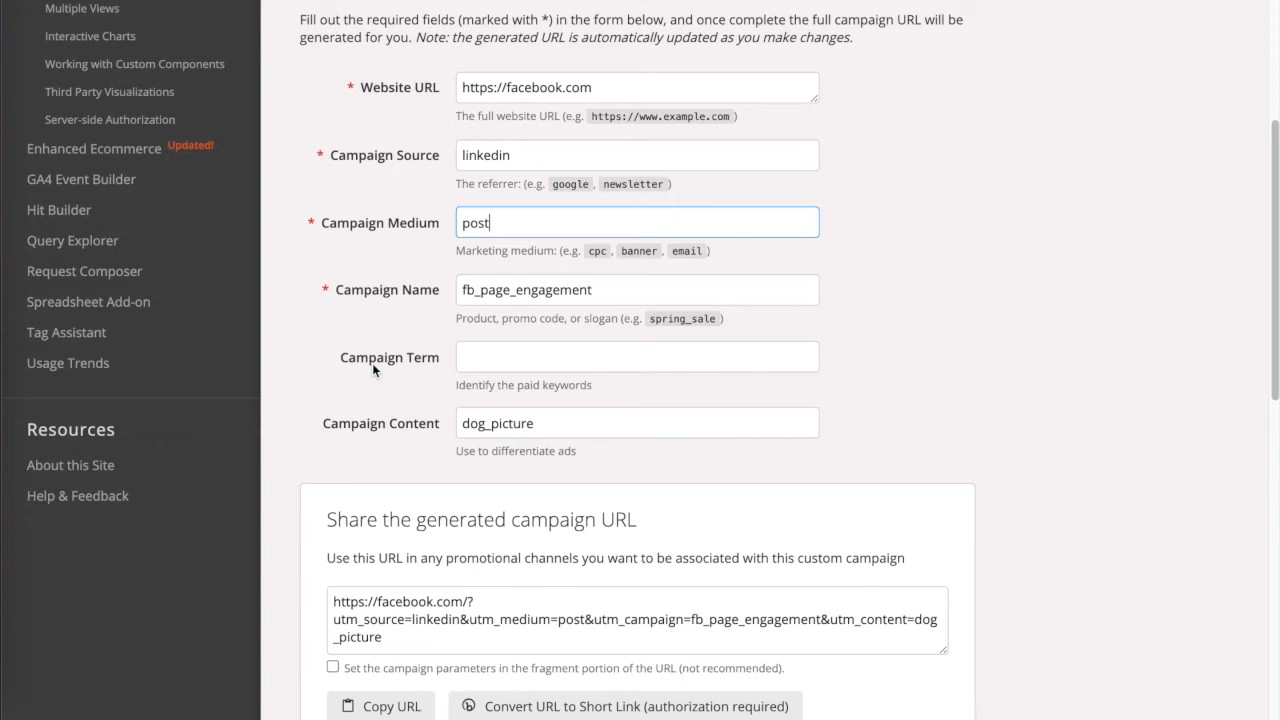 Multiple Views
Interactive Charts
Working with Custom Components
Third Party Visualizations
Server-side Authorization
Enhanced Ecommerce Updated!
GA4 Event Builder
Hit Builder
Query Explorer
Request Composer
Spreadsheet Add-on
Tag Assistant
Usage Trends
Resources
About this Site
Help & Feedback
Fill out the required fields (marked with *) in the form below, and once complete the full campaign URL will be
generated for you. Note: the generated URL is automatically updated as you make changes.
* Website URL
https://facebook.com
The full website URL (e.g. https://www.example.com )
* Campaign Source
linkedin
The referrer: (e.g. google , newsletter )
* Campaign Medium
post
Marketing medium: (e.g. cpc , banner , email )
* Campaign Name
fb_page_engagement
Product, promo code, or slogan (e.g. spring_sale )
Campaign Term
Identify the paid keywords
Campaign Content
dog_picture
Use to differentiate ads
Share the generated campaign URL
Use this URL in any promotional channels you want to be associated with this custom campaign
https://facebook.com/?
utm_source=linkedin&utm_medium=post&utm_campaign=fb_page_engagement&utm_content=dog
_picture
Set the campaign parameters in the fragment portion of the URL (not recommended).
Copy URL
Convert URL to Short Link (authorization required)